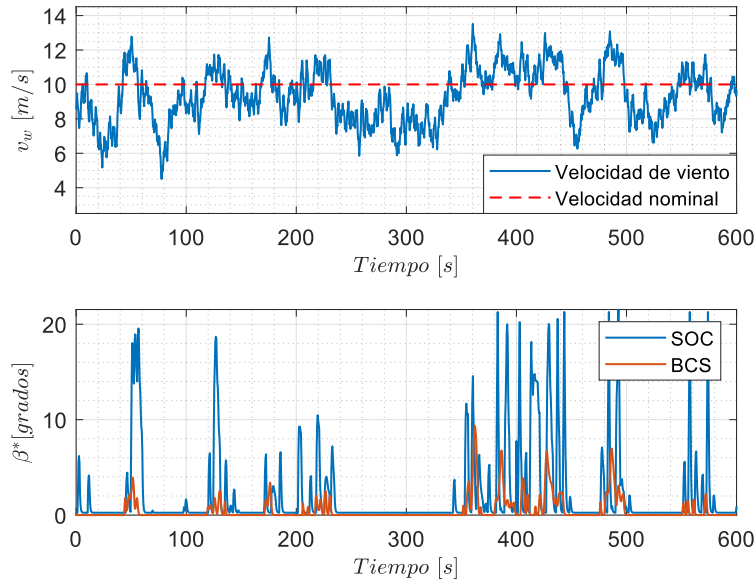 14
12
10
8
6
4
v_w [m/s]
Velocidad de viento
Velocidad nominal
0 100 200 300 400 500 600
Tiempo [s]
20
10
0
β* [grados]
SOC
BCS
0 100 200 300 400 500 600
Tiempo [s]